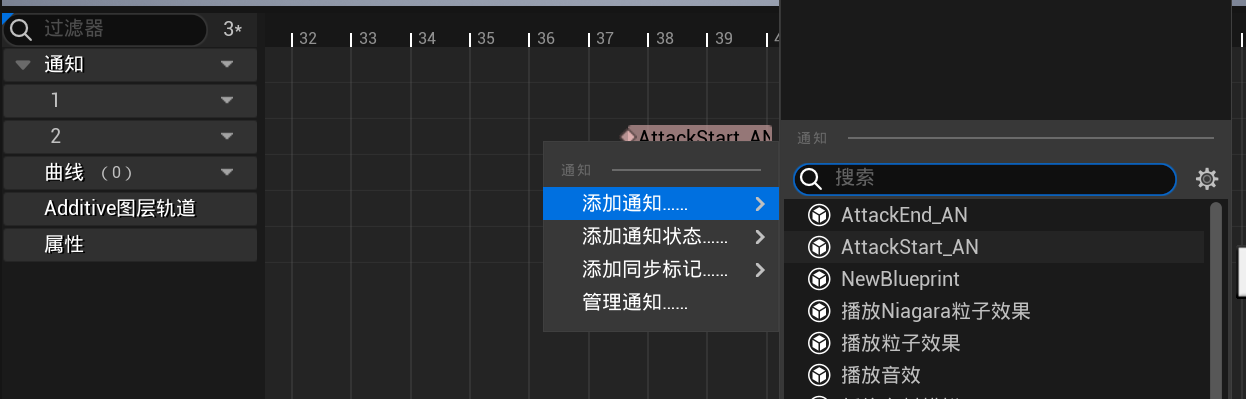 过滤器
3*
32 33 34 35 36 37 38 39
通知
1
2
曲线 （0）
Additive图层轨道
属性
AttackStart_AN
通知
添加通知……
添加通知状态……
添加同步标记……
管理通知……
通知
搜索
AttackEnd_AN
AttackStart_AN
NewBlueprint
播放Niagara粒子效果
播放粒子效果
播放音效